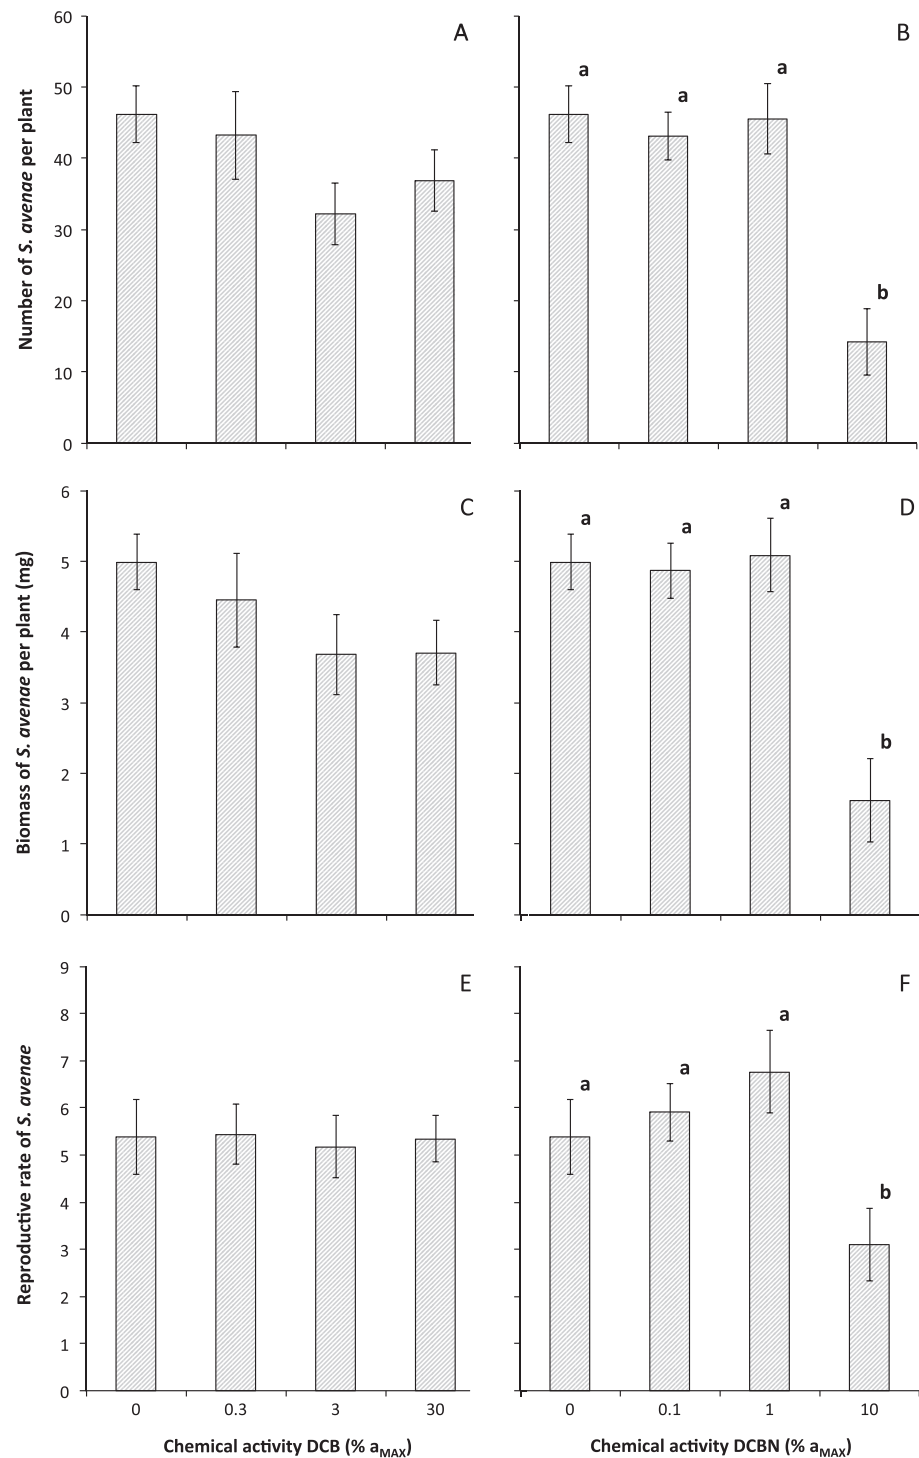 60
50
40
30
20
10
0
Number of S. avenae per plant
A
B
a
a
a
b
6
5
4
3
2
1
0
Biomass of S. avenae per plant (mg)
C
D
a
a
a
b
9
8
7
6
5
4
3
2
1
0
Reproductive rate of S. avenae
E
F
a
a
a
b
0 0.3 3 30
Chemical activity DCB (% aMAX)
0 0.1 1 10
Chemical activity DCBN (% aMAX)